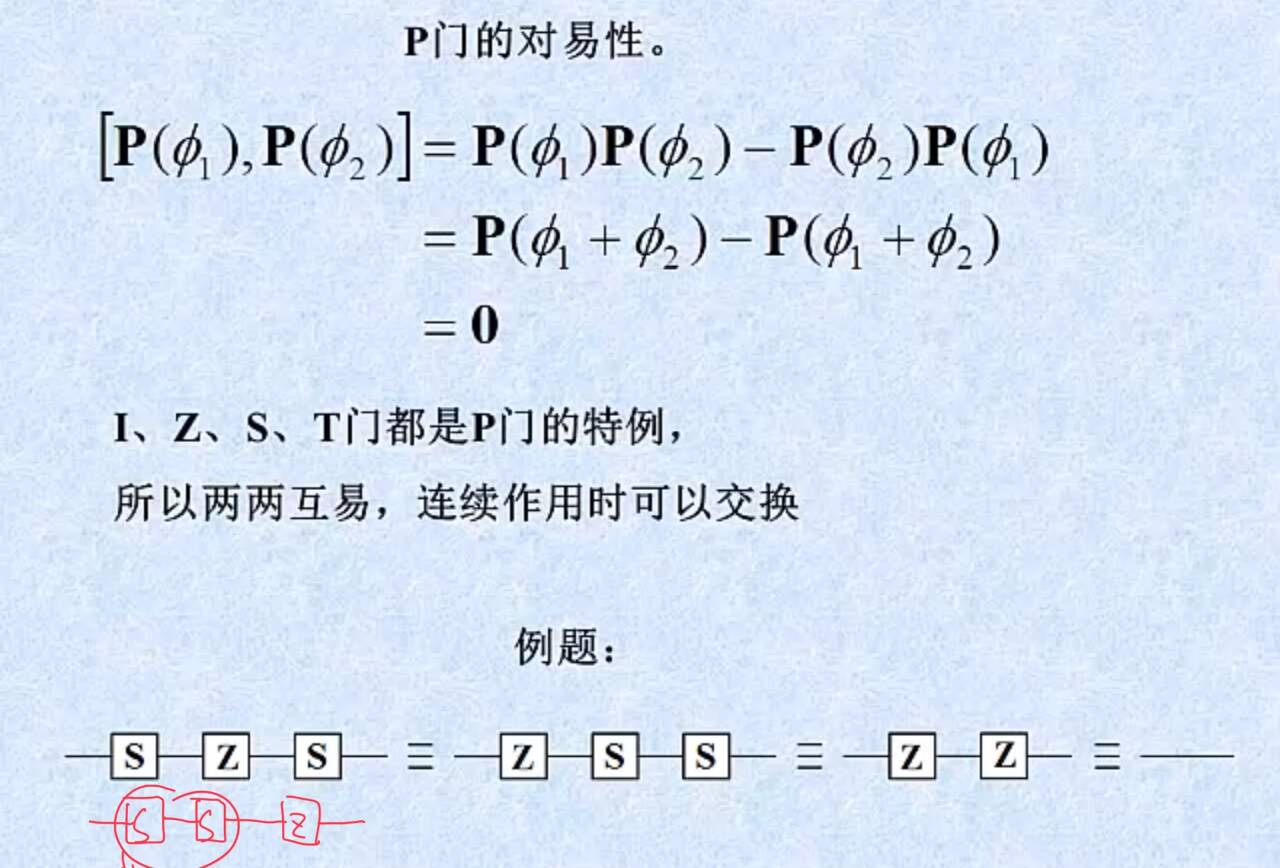 P门的对易性。
[P(ϕ₁),P(ϕ₂)] = P(ϕ₁)P(ϕ₂) − P(ϕ₂)P(ϕ₁)
= P(ϕ₁ + ϕ₂) − P(ϕ₁ + ϕ₂)
= 0
I、Z、S、T门都是P门的特例，
所以两两互易，连续作用时可以交换
例题：
S Z S ≡ Z S S ≡ Z Z ≡
S S Z